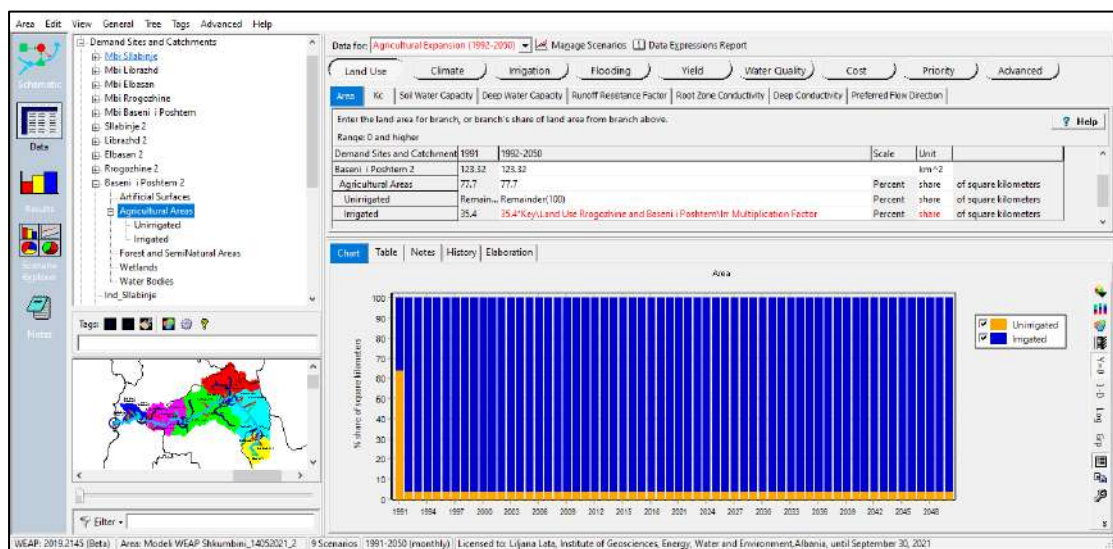 Area Edit View General Tree Tags Advanced Help
Schematic
Data
Results
Scenario Explorer
Notes
Demand Sites and Catchments
Mbi Sllabinje
Mbi Librazhd
Mbi Elbasan
Mbi Rrogozhine
Mbi Baseni i Poshtem
Sllabinje 2
Librazhd 2
Elbasan 2
Rrogozhine 2
Baseni i Poshtem 2
Artificial Surfaces
Agricultural Areas
Unirrigated
Irrigated
Forest and SemiNatural Areas
Wetlands
Water Bodies
Ind_Sllabinje
Tags:
Filter
Data for: Agricultural Expansion (1992-2050) Manage Scenarios Data Expressions Report
Land Use Climate Irrigation Flooding Yield Water Quality Cost Priority Advanced
Area Kc Soil Water Capacity Deep Water Capacity Runoff Resistance Factor Root Zone Conductivity Deep Conductivity Preferred Flow Direction
Enter the land area for branch, or branch's share of land area from branch above.
? Help
Range: 0 and higher
Demand Sites and Catchment 1991 1992-2050 Scale Unit
Baseni i Poshtem 2 123.32 123.32 km^2
Agricultural Areas 77.7 77.7 Percent share of square kilometers
Unirrigated Remain... Remainder(100) Percent share of square kilometers
Irrigated 35.4 35.4*Key\Land Use Rrogozhine and Baseni i Poshtem\Irr Multiplication Factor Percent share of square kilometers
Chart Table Notes History Elaboration
Area
% share of square kilometers
100
90
80
70
60
50
40
30
20
10
0
1991 1994 1997 2000 2003 2006 2009 2012 2015 2018 2021 2024 2027 2030 2033 2036 2039 2042 2045 2048
Unirrigated
Irrigated
Y=0
Log
Grp
WEAP: 2019.2145 (Beta) Area: Modeli WEAP Shkumbini_14052021_2 9 Scenarios 1991-2050 (monthly) Licensed to: Liljana Lata, Institute of Geosciences, Energy, Water and Environment,Albania, until September 30, 2021